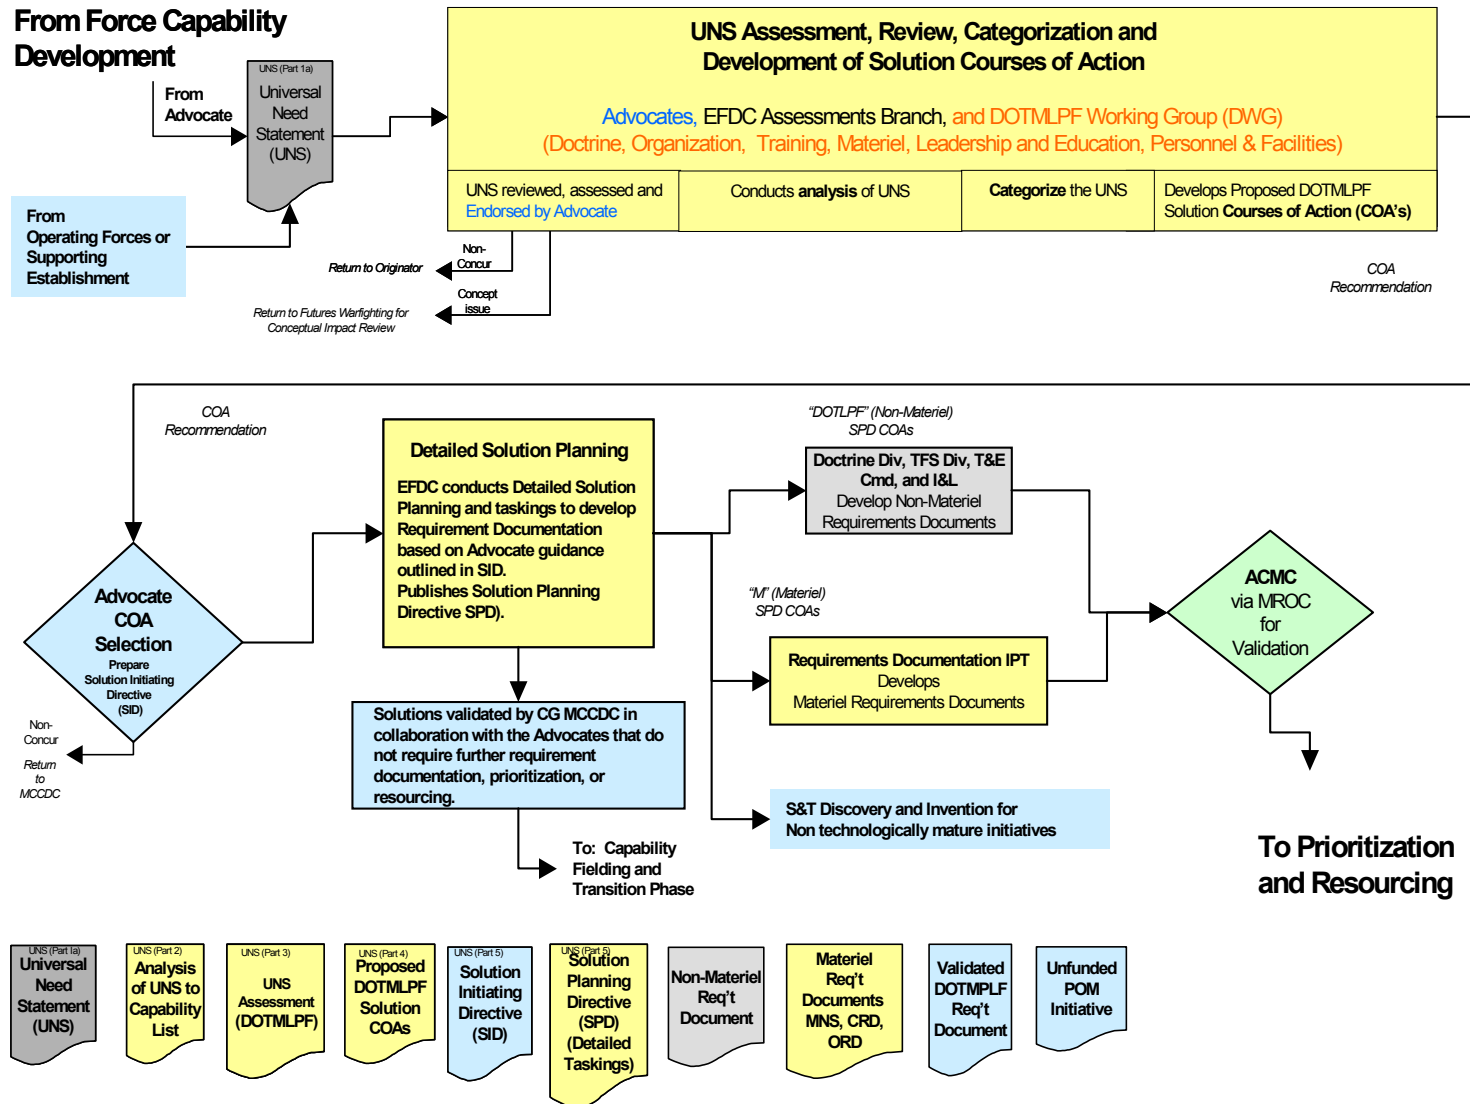 From Force Capability
Development
From
Advocate
UNS (Part 1a)
Universal
Need
Statement
(UNS)
From
Operating Forces or
Supporting
Establishment
UNS Assessment, Review, Categorization and
Development of Solution Courses of Action
Advocates, EFDC Assessments Branch, and DOTMLPF Working Group (DWG)
(Doctrine, Organization, Training, Materiel, Leadership and Education, Personnel & Facilities)
UNS reviewed, assessed and
Endorsed by Advocate
Conducts analysis of UNS
Categorize the UNS
Develops Proposed DOTMLPF
Solution Courses of Action (COA's)
Non-
Concur
Return to Originator
Concept
issue
Return to Futures Warfighting for
Conceptual Impact Review
COA
Recommendation
COA
Recommendation
Advocate
COA
Selection
Prepare
Solution Initiating
Directive
(SID)
Non-
Concur
Return
to
MCCDC
Detailed Solution Planning
EFDC conducts Detailed Solution
Planning and taskings to develop
Requirement Documentation
based on Advocate guidance
outlined in SID.
Publishes Solution Planning
Directive SPD).
Solutions validated by CG MCCDC in
collaboration with the Advocates that do
not require further requirement
documentation, prioritization, or
resourcing.
To: Capability
Fielding and
Transition Phase
“DOTLPF” (Non-Materiel)
SPD COAs
Doctrine Div, TFS Div, T&E
Cmd, and I&L
Develop Non-Materiel
Requirements Documents
“M” (Materiel)
SPD COAs
Requirements Documentation IPT
Develops
Materiel Requirements Documents
S&T Discovery and Invention for
Non technologically mature initiatives
ACMC
via MROC
for
Validation
To Prioritization
and Resourcing
UNS (Part Ia)
Universal
Need
Statement
(UNS)
UNS (Part 2)
Analysis
of UNS to
Capability
List
UNS (Part 3)
UNS
Assessment
(DOTMLPF)
UNS (Part 4)
Proposed
DOTMLPF
Solution
COAs
UNS (Part 5)
Solution
Initiating
Directive
(SID)
UNS (Part 5)
Solution
Planning
Directive
(SPD)
(Detailed
Taskings)
Non-Materiel
Req’t
Document
Materiel
Req’t
Documents
MNS, CRD,
ORD
Validated
DOTMPLF
Req’t
Document
Unfunded
POM
Initiative